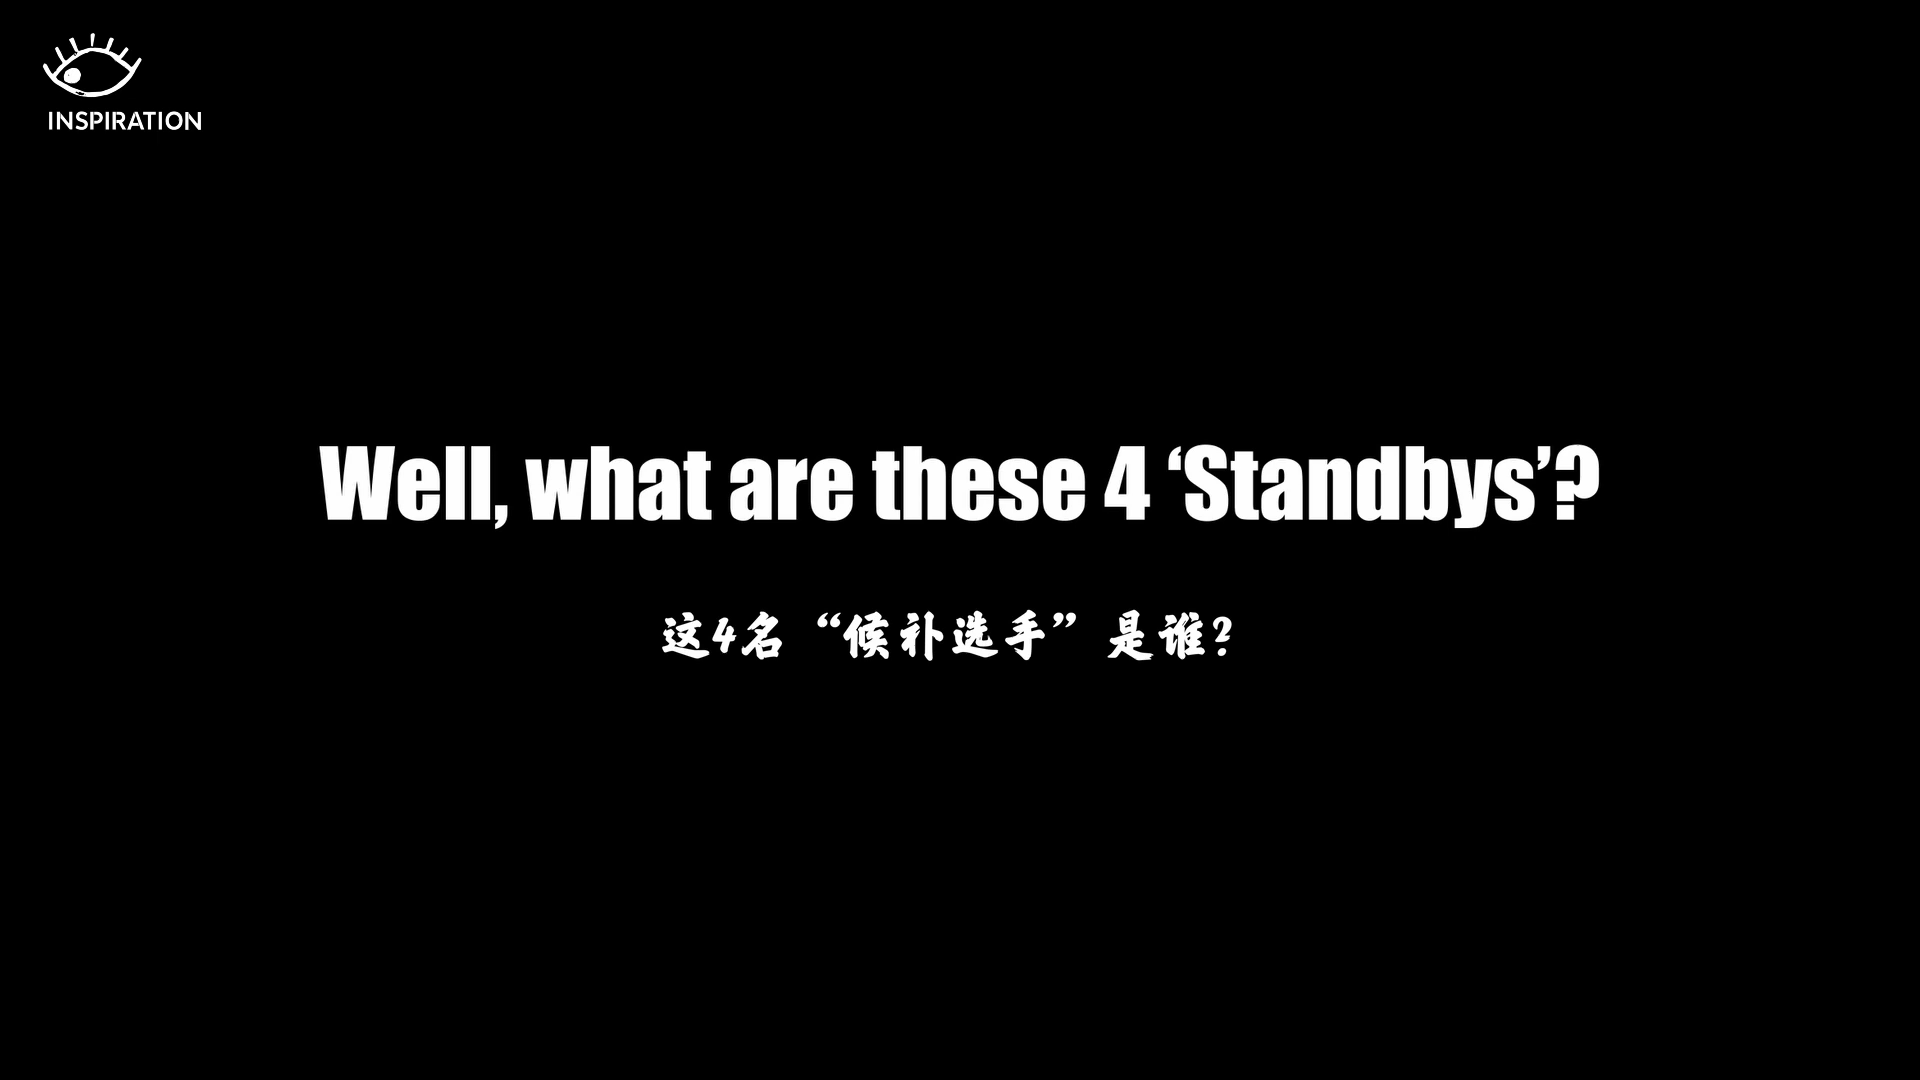 INSPIRATION
Well, what are these 4 ‘Standbys’?
这4名“候补选手”是谁?